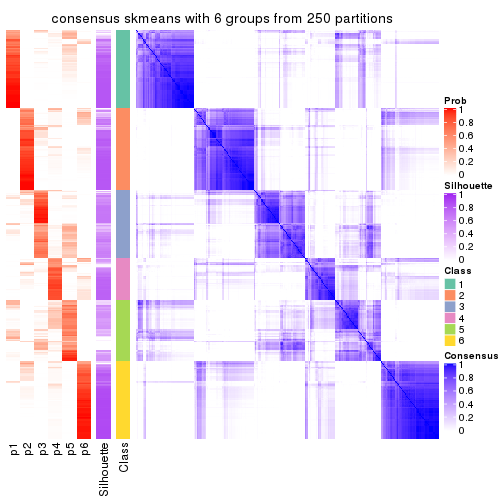 consensus skmeans with 6 groups from 250 partitions
Prob
1
0.8
0.6
0.4
0.2
0
Silhouette
1
0.8
0.6
0.4
0.2
0
Class
1
2
3
4
5
6
Consensus
1
0.8
0.6
0.4
0.2
0
p1
p2
p3
p4
p5
p6
Silhouette
Class